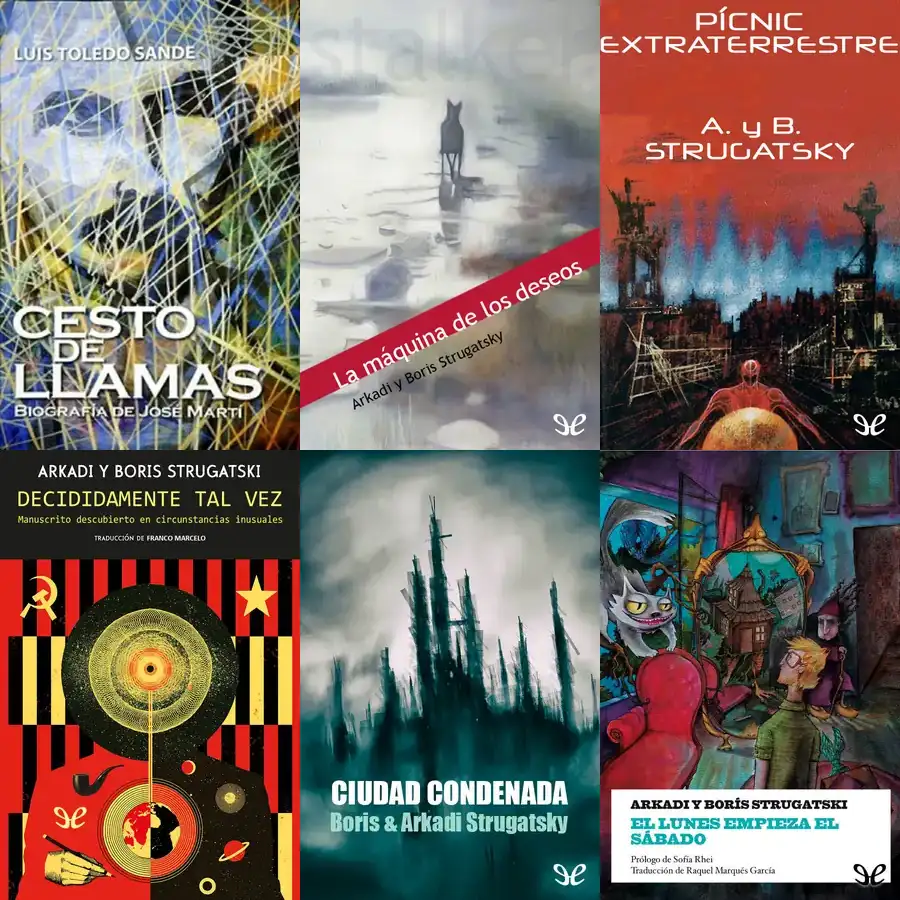 LUIS TOLEDO SANDE
CESTO
DE
LLAMAS
BIOGRAFÍA DE JOSÉ MARTÍ
stalker
La máquina de los deseos
Arkadi y Boris Strugatsky
PÍCNIC
EXTRATERRESTRE
A. y B.
STRUGATSKY
ARKADI Y BORIS STRUGATSKI
DECIDIDAMENTE TAL VEZ
Manuscrito descubierto en circunstancias inusuales
TRADUCCIÓN DE FRANCO MARCELO
CIUDAD CONDENADA
Boris & Arkadi Strugatsky
ARKADI Y BORÍS STRUGATSKI
EL LUNES EMPIEZA EL
SÁBADO
Prólogo de Sofía Rhei
Traducción de Raquel Marqués García